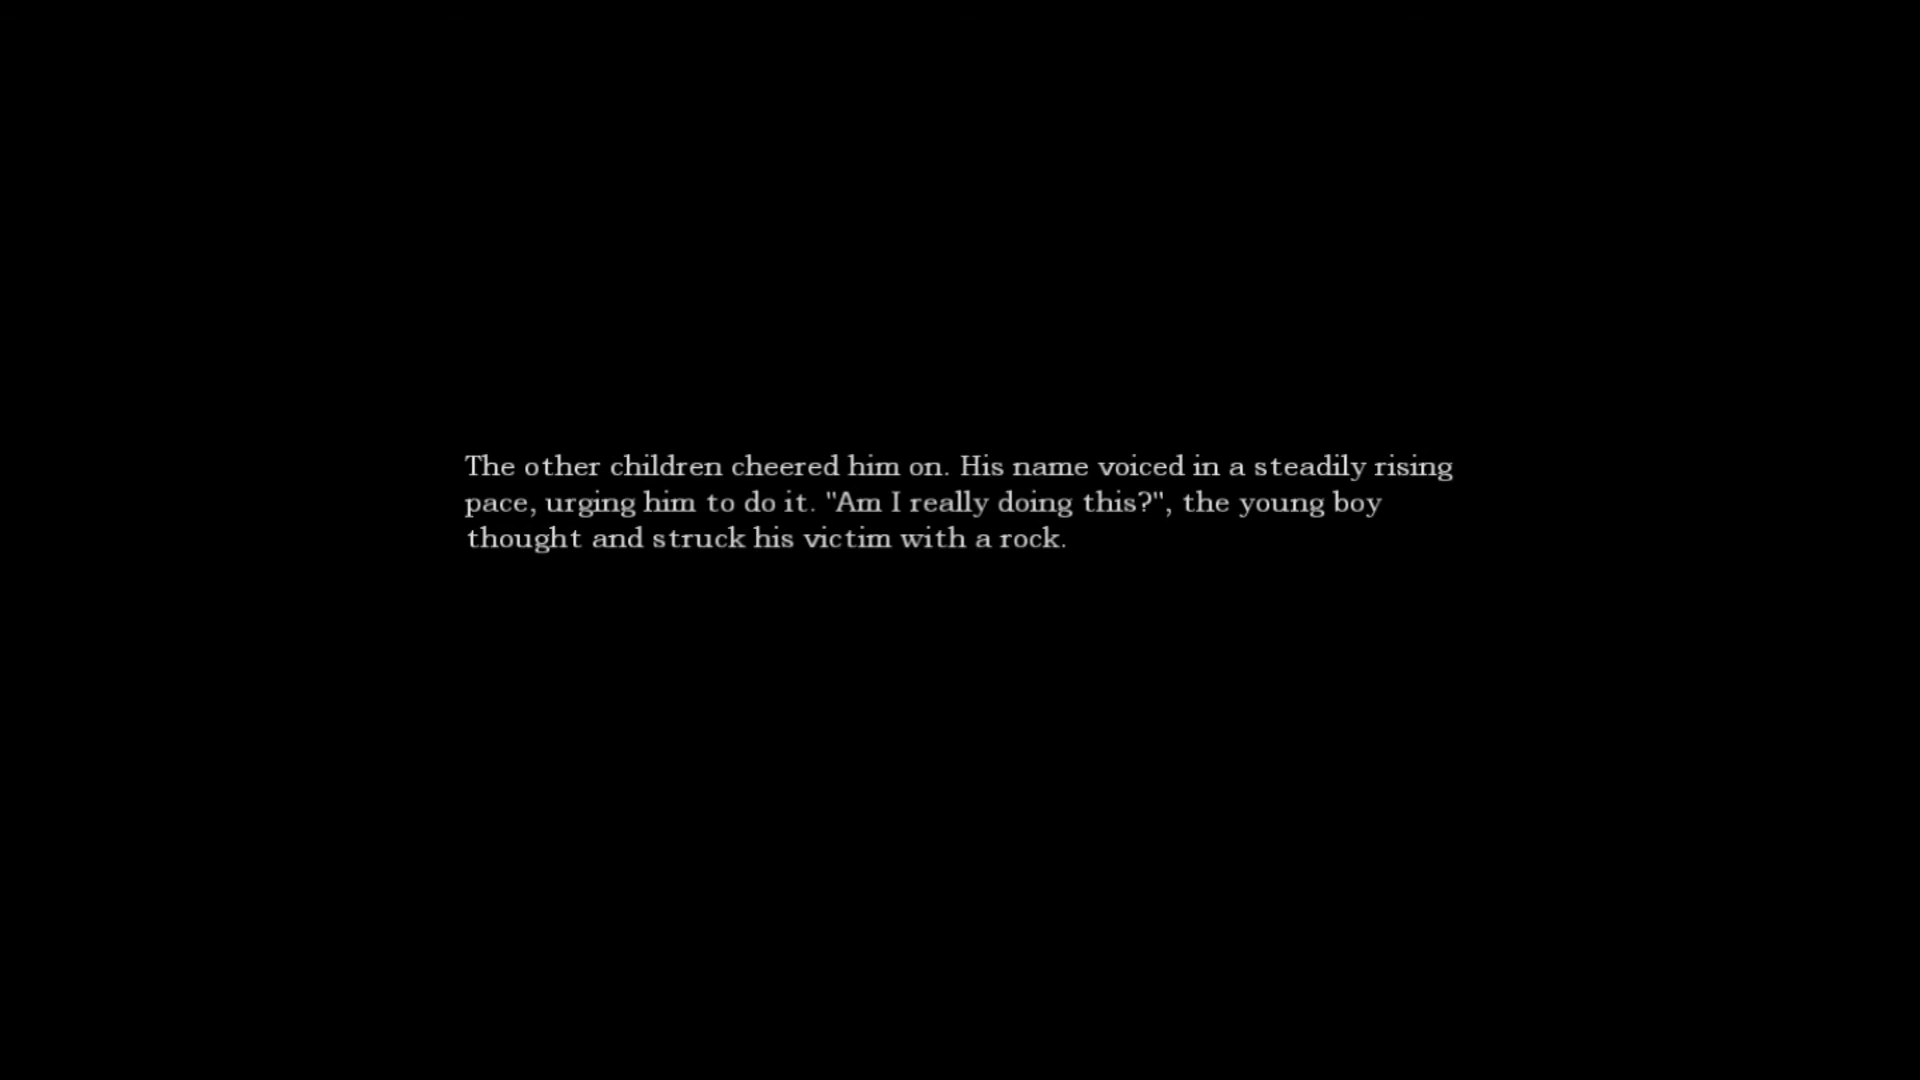 The other children cheered him on. His name voiced in a steadily rising
pace, urging him to do it. "Am I really doing this?", the young boy
thought and struck his victim with a rock.